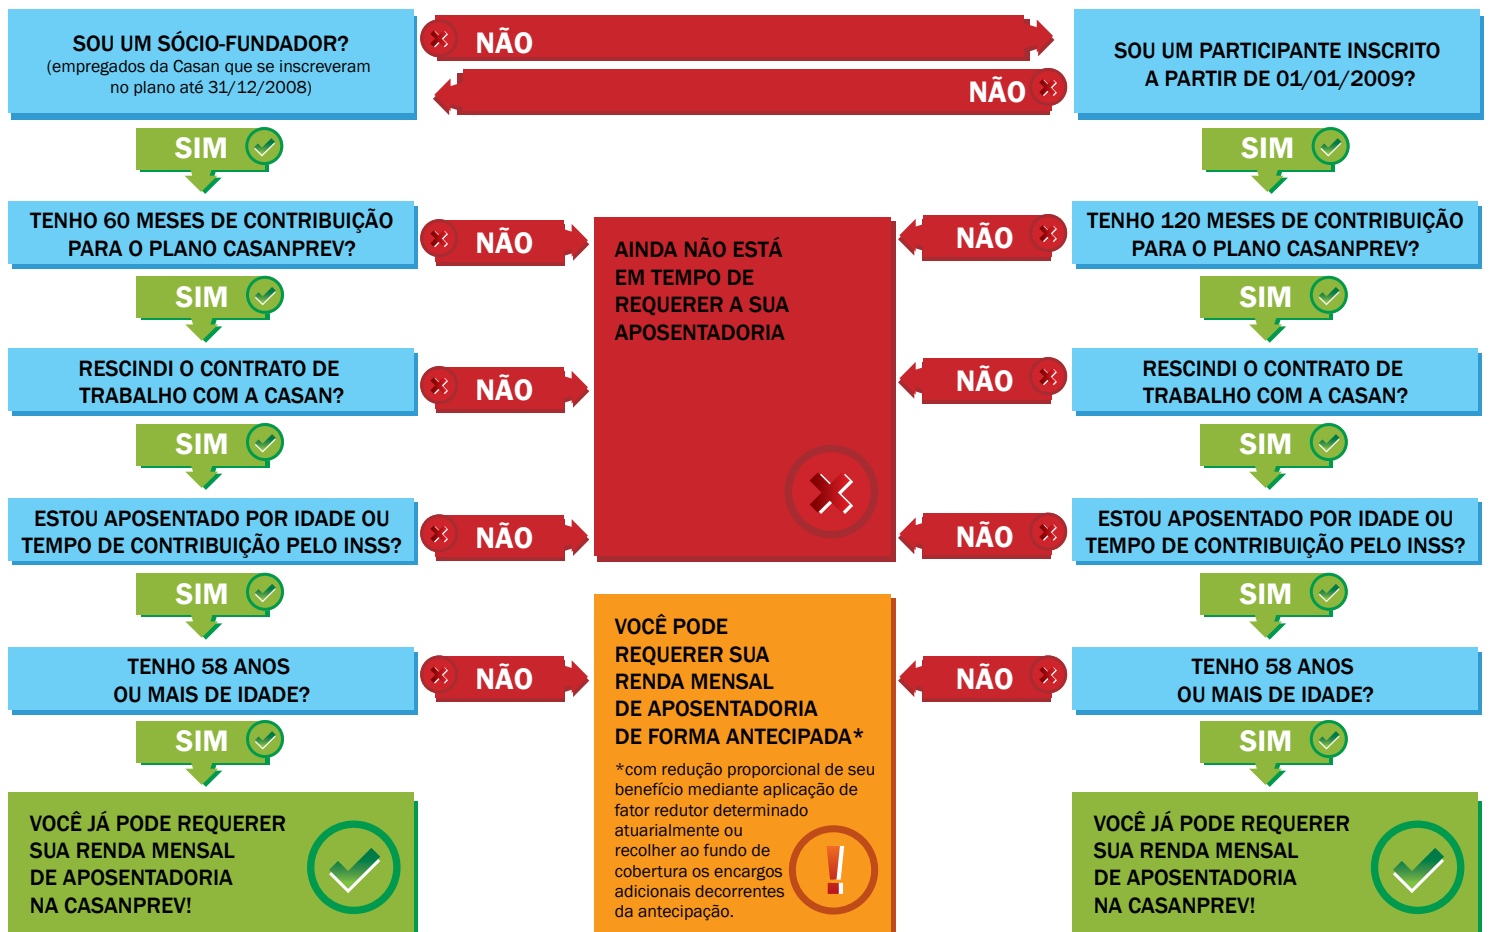 SOU UM SÓCIO-FUNDADOR?
(empregados da Casan que se inscreveram
no plano até 31/12/2008)
NÃO
NÃO
SOU UM PARTICIPANTE INSCRITO
A PARTIR DE 01/01/2009?
SIM
SIM
TENHO 60 MESES DE CONTRIBUIÇÃO
PARA O PLANO CASANPREV?
NÃO
AINDA NÃO ESTÁ
EM TEMPO DE
REQUERER A SUA
APOSENTADORIA
NÃO
TENHO 120 MESES DE CONTRIBUIÇÃO
PARA O PLANO CASANPREV?
SIM
SIM
RESCINDI O CONTRATO DE
TRABALHO COM A CASAN?
NÃO
NÃO
RESCINDI O CONTRATO DE
TRABALHO COM A CASAN?
SIM
SIM
ESTOU APOSENTADO POR IDADE OU
TEMPO DE CONTRIBUIÇÃO PELO INSS?
NÃO
NÃO
ESTOU APOSENTADO POR IDADE OU
TEMPO DE CONTRIBUIÇÃO PELO INSS?
SIM
SIM
TENHO 58 ANOS
OU MAIS DE IDADE?
NÃO
VOCÊ PODE
REQUERER SUA
RENDA MENSAL
DE APOSENTADORIA
DE FORMA ANTECIPADA*
*com redução proporcional de seu
benefício mediante aplicação de
fator redutor determinado
atuarialmente ou
recolher ao fundo de
cobertura os encargos
adicionais decorrentes
da antecipação.
NÃO
TENHO 58 ANOS
OU MAIS DE IDADE?
SIM
SIM
VOCÊ JÁ PODE REQUERER
SUA RENDA MENSAL
DE APOSENTADORIA
NA CASANPREV!
VOCÊ JÁ PODE REQUERER
SUA RENDA MENSAL
DE APOSENTADORIA
NA CASANPREV!